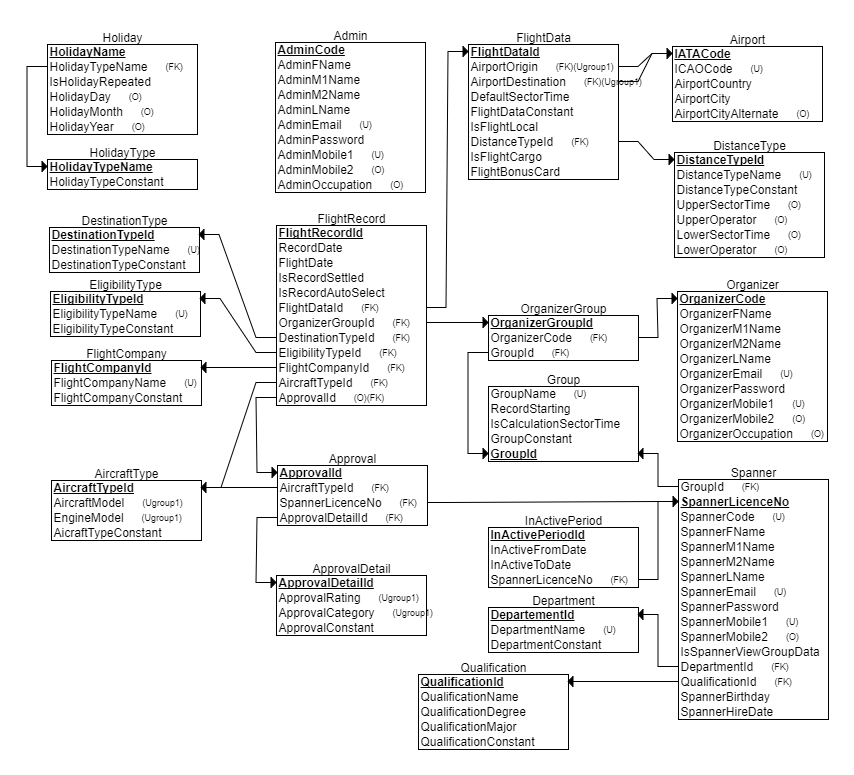 Holiday
HolidayName
HolidayTypeName (FK)
IsHolidayRepeated
HolidayDay (O)
HolidayMonth (O)
HolidayYear (O)
HolidayType
HolidayTypeName
HolidayTypeConstant
Admin
AdminCode
AdminFName
AdminM1Name
AdminM2Name
AdminLName
AdminEmail (U)
AdminPassword
AdminMobile1 (U)
AdminMobile2 (O)
AdminOccupation (O)
FlightData
FlightDataId
AirportOrigin (FK)(Ugroup1)
AirportDestination (FK)(Ugroup1)
DefaultSectorTime
FlightDataConstant
IsFlightLocal
DistanceTypeId (FK)
IsFlightCargo
FlightBonusCard
Airport
IATACode
ICAOCode (U)
AirportCountry
AirportCity
AirportCityAlternate (O)
DistanceType
DistanceTypeId
DistanceTypeName (U)
DistanceTypeConstant
UpperSectorTime (O)
UpperOperator (O)
LowerSectorTime (O)
LowerOperator (O)
DestinationType
DestinationTypeId
DestinationTypeName (U)
DestinationTypeConstant
EligibilityType
EligibilityTypeId
EligibilityTypeName (U)
EligibilityTypeConstant
FlightCompany
FlightCompanyId
FlightCompanyName (U)
FlightCompanyConstant
FlightRecord
FlightRecordId
RecordDate
FlightDate
IsRecordSettled
IsRecordAutoSelect
FlightDataId (FK)
OrganizerGroupId (FK)
DestinationTypeId (FK)
EligibilityTypeId (FK)
FlightCompanyId (FK)
AircraftTypeId (FK)
ApprovalId (O)(FK)
OrganizerGroup
OrganizerGroupId
OrganizerCode (FK)
GroupId (FK)
Group
GroupName (U)
RecordStarting
IsCalculationSectorTime
GroupConstant
GroupId
Organizer
OrganizerCode
OrganizerFName
OrganizerM1Name
OrganizerM2Name
OrganizerLName
OrganizerEmail (U)
OrganizerPassword
OrganizerMobile1 (U)
OrganizerMobile2 (O)
OrganizerOccupation (O)
AircraftType
AircraftTypeId
AircraftModel (Ugroup1)
EngineModel (Ugroup1)
AicraftTypeConstant
Approval
ApprovalId
AircraftTypeId (FK)
SpannerLicenceNo (FK)
ApprovalDetailId (FK)
ApprovalDetail
ApprovalDetailId
ApprovalRating (Ugroup1)
ApprovalCategory (Ugroup1)
ApprovalConstant
InActivePeriod
InActivePeriodId
InActiveFromDate
InActiveToDate
SpannerLicenceNo (FK)
Department
DepartementId
DepartmentName (U)
DepartmentConstant
Qualification
QualificationId
QualificationName
QualificationDegree
QualificationMajor
QualificationConstant
Spanner
GroupId (FK)
SpannerLicenceNo
SpannerCode (U)
SpannerFName
SpannerM1Name
SpannerM2Name
SpannerLName
SpannerEmail (U)
SpannerPassword
SpannerMobile1 (U)
SpannerMobile2 (O)
IsSpannerViewGroupData
DepartmentId (FK)
QualificationId (FK)
SpannerBirthday
SpannerHireDate